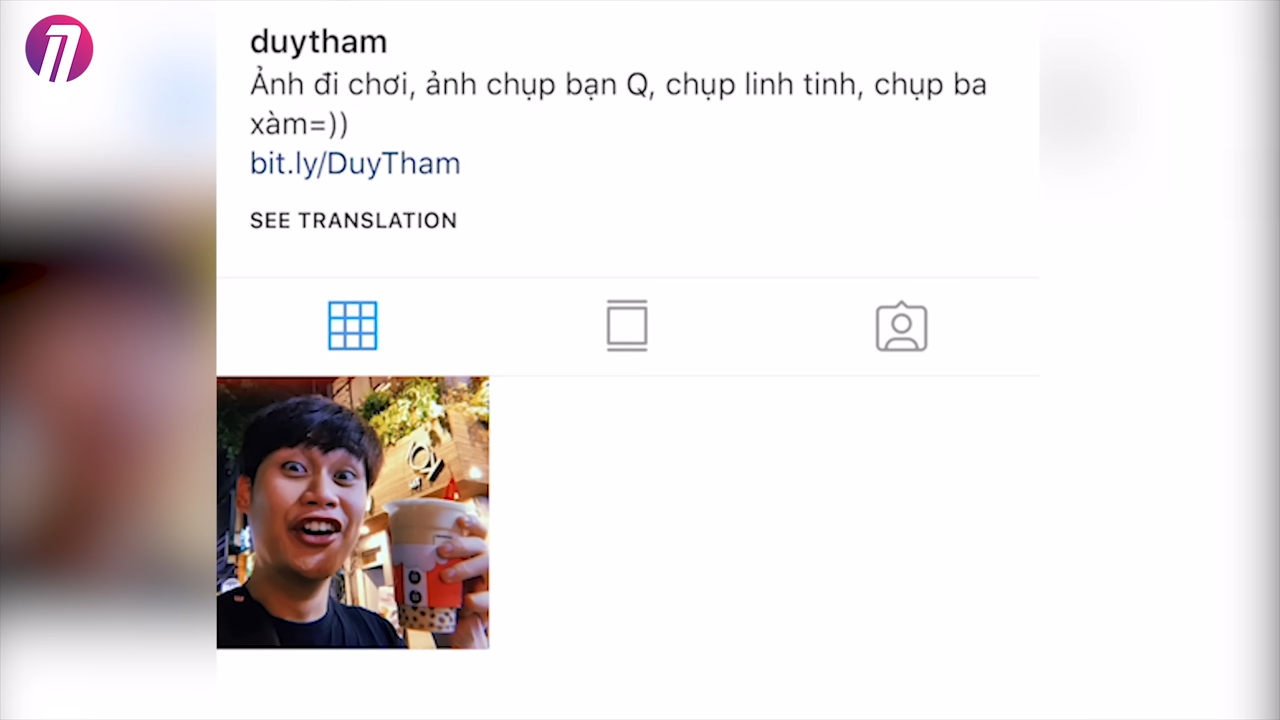 duytham
Ảnh đi chơi, ảnh chụp bạn Q, chụp linh tinh, chụp ba
xàm=))
bit.ly/DuyTham
SEE TRANSLATION